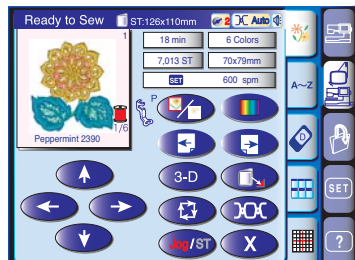 Ready to Sew ST:126x110mm 2 Auto
1
18 min 6 Colors
7,013 ST 70x79mm
SET 600 spm
1/6
Peppermint 2390
P
3-D
Jog/ST X
A~Z
D
SET
?